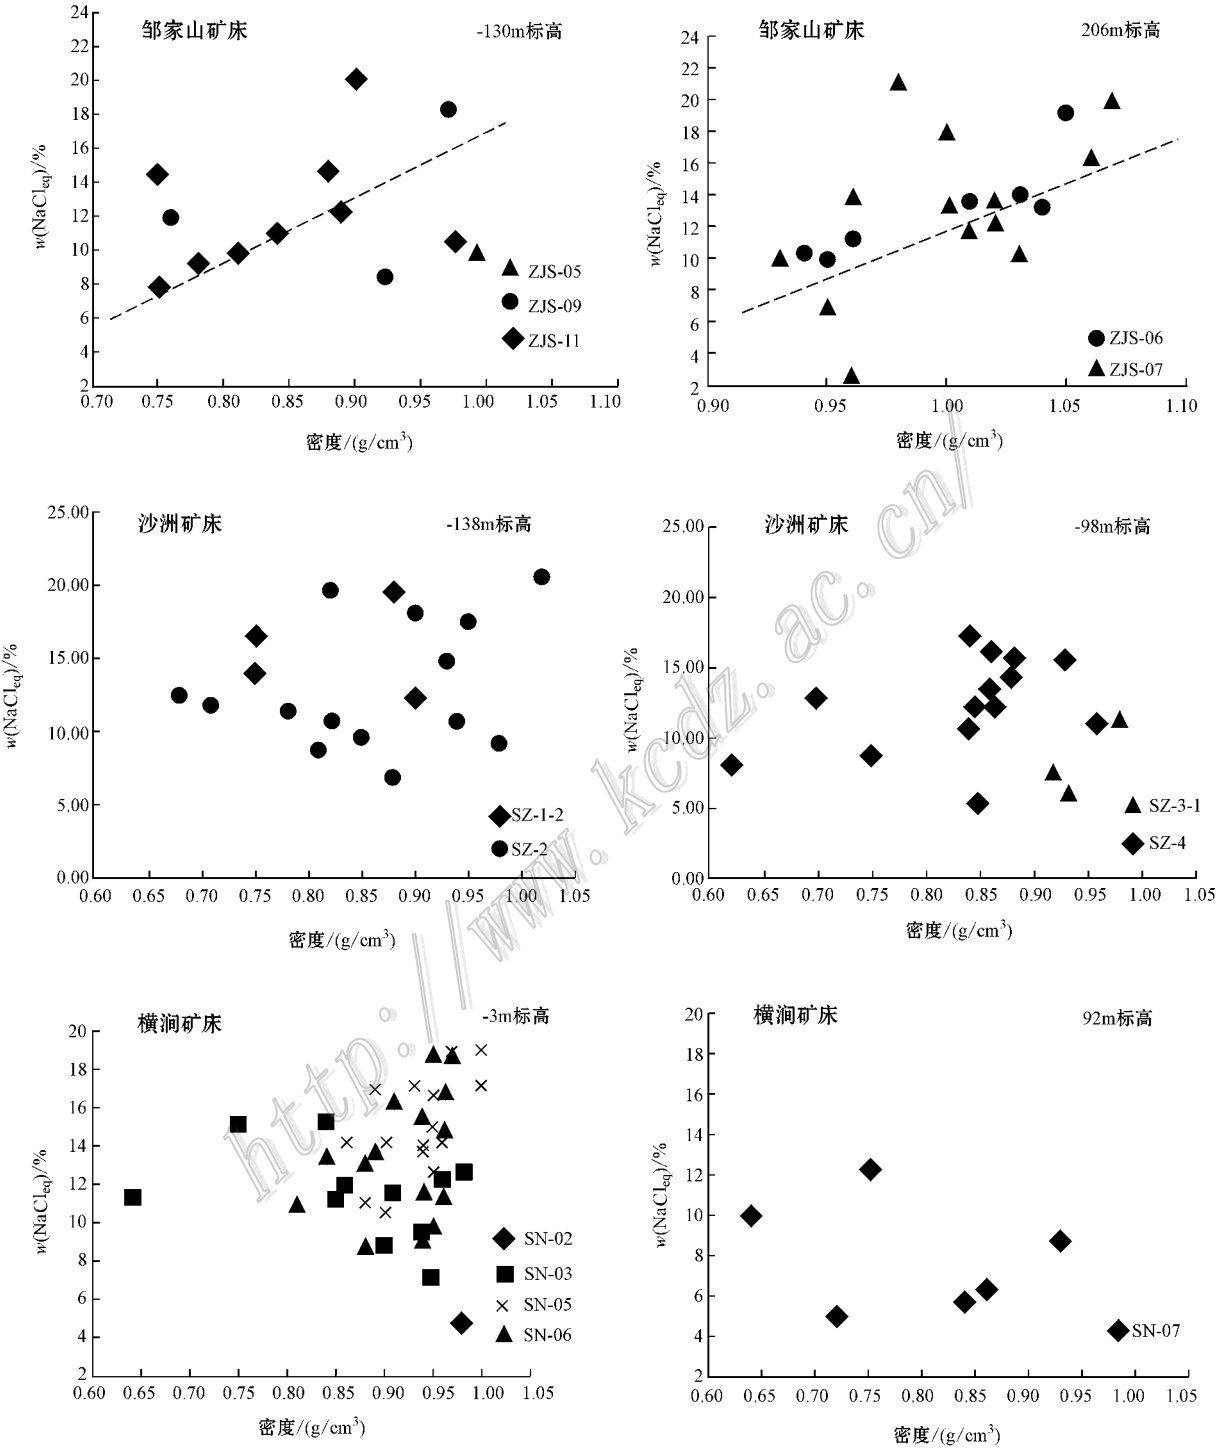 邹家山矿床 -130m标高
24
22
20
18
16
14
12
10
8
6
4
2
w(NaCleq)/%
ZJS-05
ZJS-09
ZJS-11
0.70 0.75 0.80 0.85 0.90 0.95 1.00 1.05 1.10
密度/(g/cm³)
邹家山矿床 206m标高
24
22
20
18
16
14
12
10
8
6
4
2
w(NaCleq)/%
ZJS-06
ZJS-07
0.90 0.95 1.00 1.05 1.10
密度/(g/cm³)
沙洲矿床 -138m标高
25.00
20.00
15.00
10.00
5.00
0.00
w(NaCleq)/%
SZ-1-2
SZ-2
0.60 0.65 0.70 0.75 0.80 0.85 0.90 0.95 1.00 1.05
密度/(g/cm³)
沙洲矿床 -98m标高
25.00
20.00
15.00
10.00
5.00
0.00
w(NaCleq)/%
SZ-3-1
SZ-4
0.60 0.65 0.70 0.75 0.80 0.85 0.90 0.95 1.00 1.05
密度/(g/cm³)
横涧矿床 -3m标高
20
18
16
14
12
10
8
6
4
2
w(NaCleq)/%
SN-02
SN-03
SN-05
SN-06
0.60 0.65 0.70 0.75 0.80 0.85 0.90 0.95 1.00 1.05
密度/(g/cm³)
横涧矿床 92m标高
20
18
16
14
12
10
8
6
4
2
w(NaCleq)/%
SN-07
0.60 0.65 0.70 0.75 0.80 0.85 0.90 0.95 1.00 1.05
密度/(g/cm³)
http://www.kcdz.ac.cn/